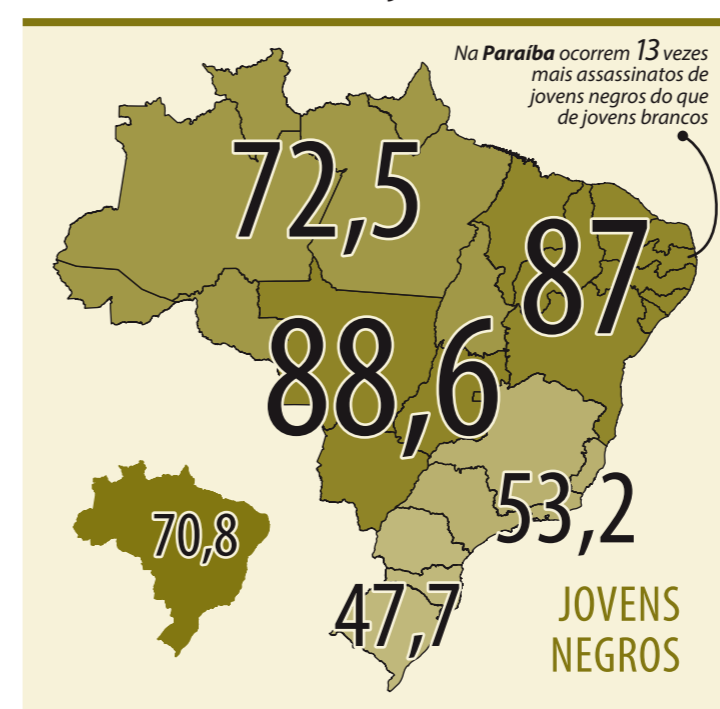 Na Paraíba ocorrem 13 vezes
mais assassinatos de
jovens negros do que
de jovens brancos
72,5
87
88,6
53,2
70,8
47,7
JOVENS
NEGROS